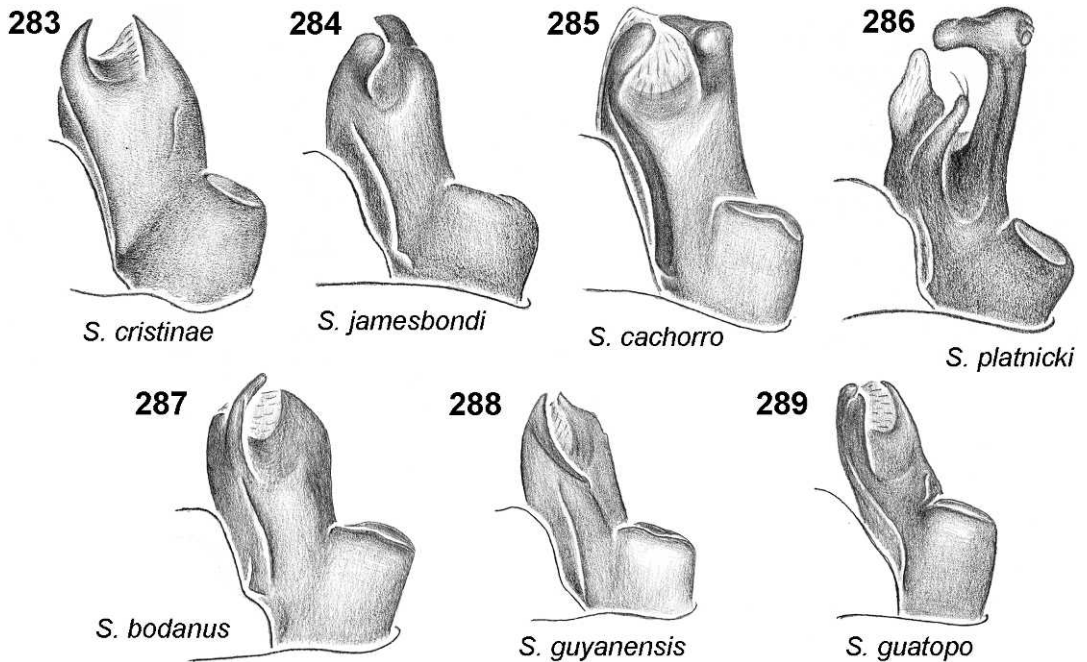 283 284 285 286
S. cristinae
S. jamesbondi
S. cachorro
S. platnicki
287 288 289
S. bodanus
S. guyanensis
S. guatopo